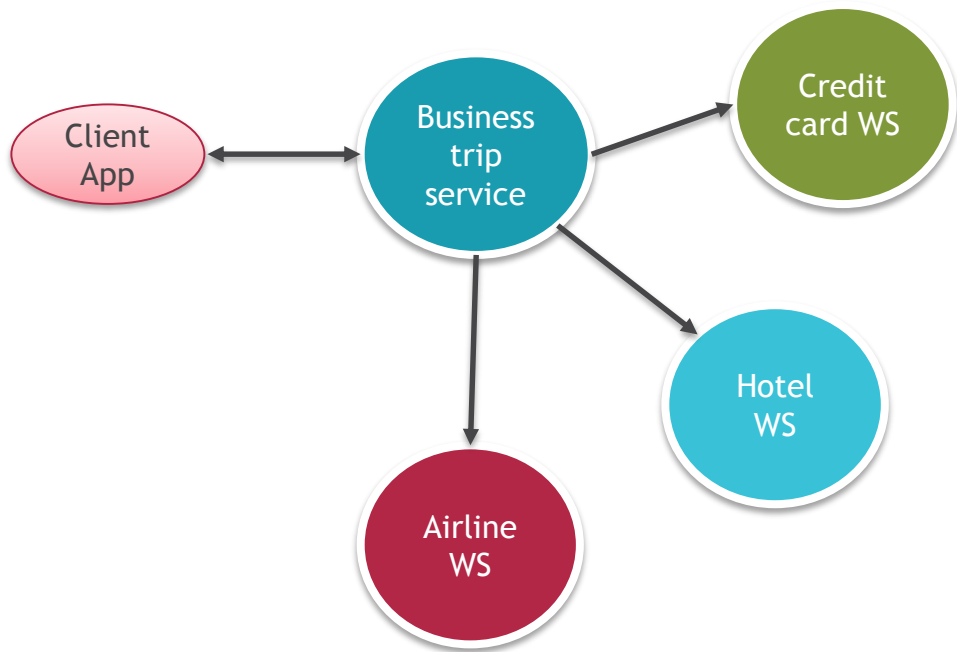 Client
App
Business
trip
service
Credit
card WS
Hotel
WS
Airline
WS